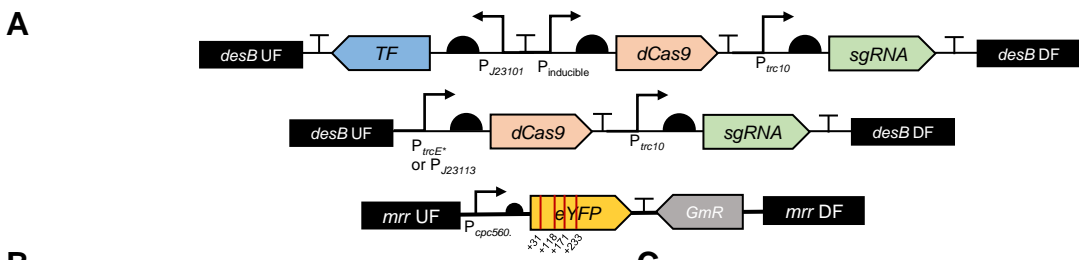 A
desB UF TF dCas9 sgRNA desB DF
PJ23101 Pinducible Ptrc10
desB UF dCas9 sgRNA desB DF
PtrcE* Ptrc10
or PJ23113
mrr UF eYFP GmR mrr DF
Pcpc560.
+31 +118 +171 +233